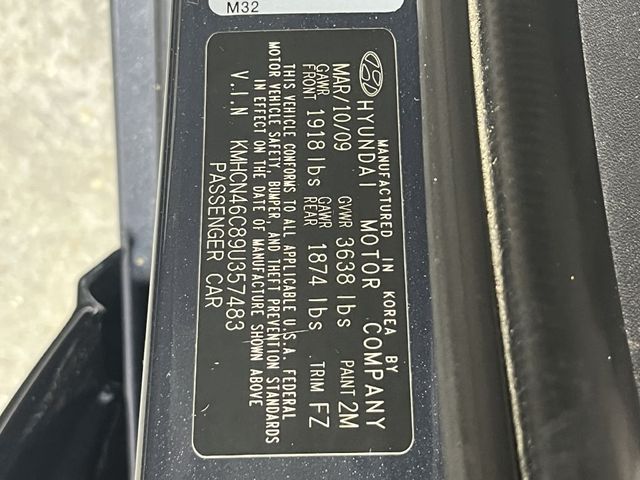 M32
MANUFACTURED IN KOREA BY
HYUNDAI MOTOR COMPANY
MAR/10/09 GVWR 3638 lbs PAINT 2M
GAWR FRONT 1918 lbs GAWR REAR 1874 lbs TRIM FZ
THIS VEHICLE CONFORMS TO ALL APPLICABLE U.S.A. FEDERAL
MOTOR VEHICLE SAFETY, BUMPER, AND THEFT PREVENTION STANDARDS
IN EFFECT ON THE DATE OF MANUFACTURE SHOWN ABOVE
V.I.N KMHCN46C89U357483
PASSENGER CAR